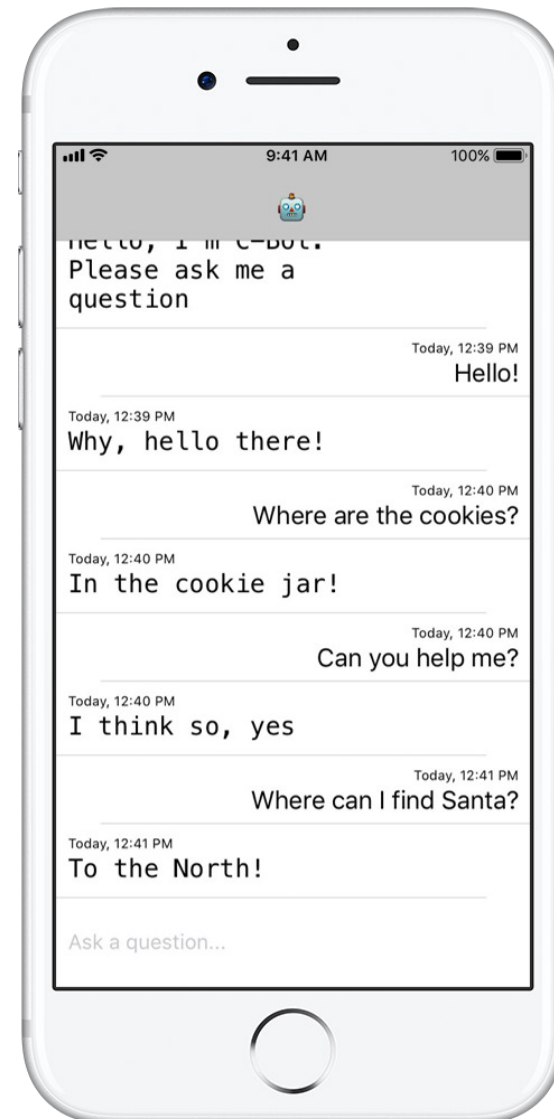 9:41 AM
100%
Hello, I'm C-Bot.
Please ask me a
question
Today, 12:39 PM
Hello!
Today, 12:39 PM
Why, hello there!
Today, 12:40 PM
Where are the cookies?
Today, 12:40 PM
In the cookie jar!
Today, 12:40 PM
Can you help me?
Today, 12:40 PM
I think so, yes
Today, 12:41 PM
Where can I find Santa?
Today, 12:41 PM
To the North!
Ask a question...